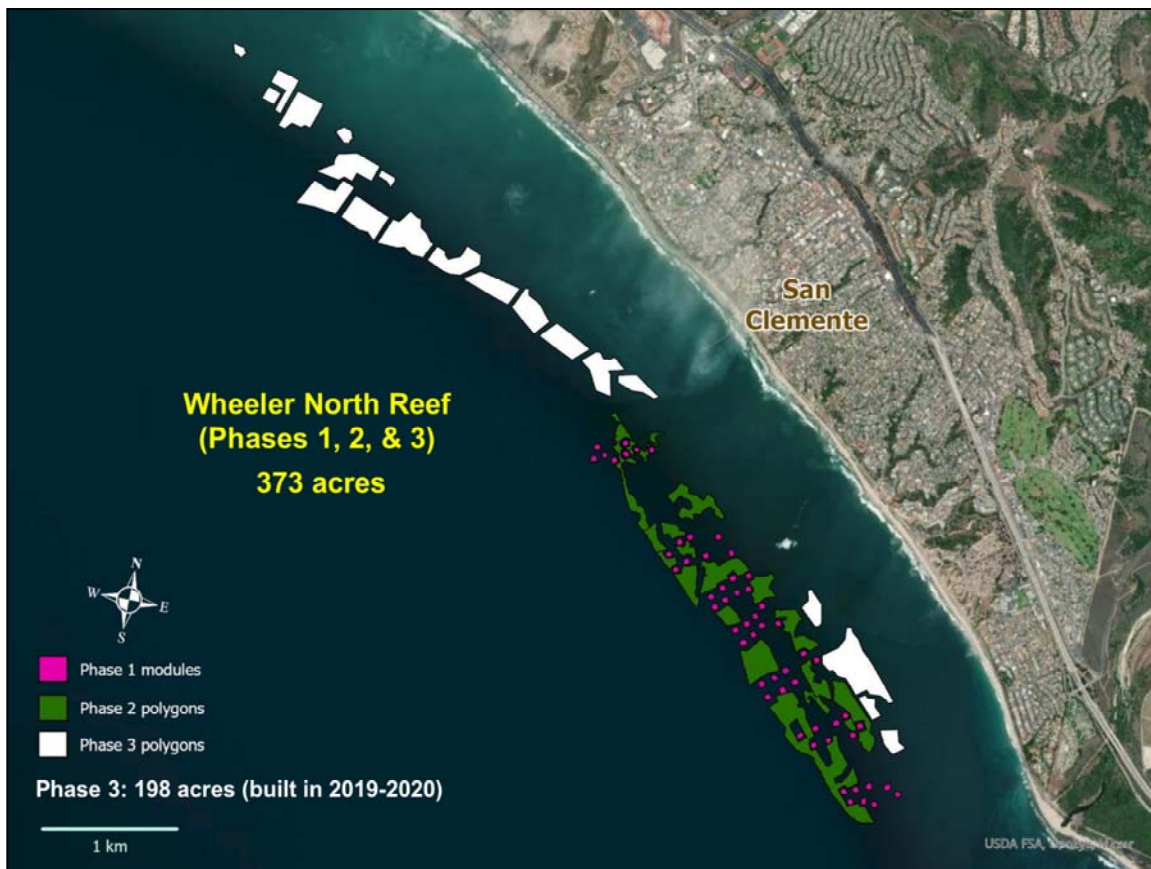 San
Clemente
Wheeler North Reef
(Phases 1, 2, & 3)
373 acres
N
W
E
S
Phase 1 modules
Phase 2 polygons
Phase 3 polygons
Phase 3: 198 acres (built in 2019-2020)
1 km
USDA FSA,